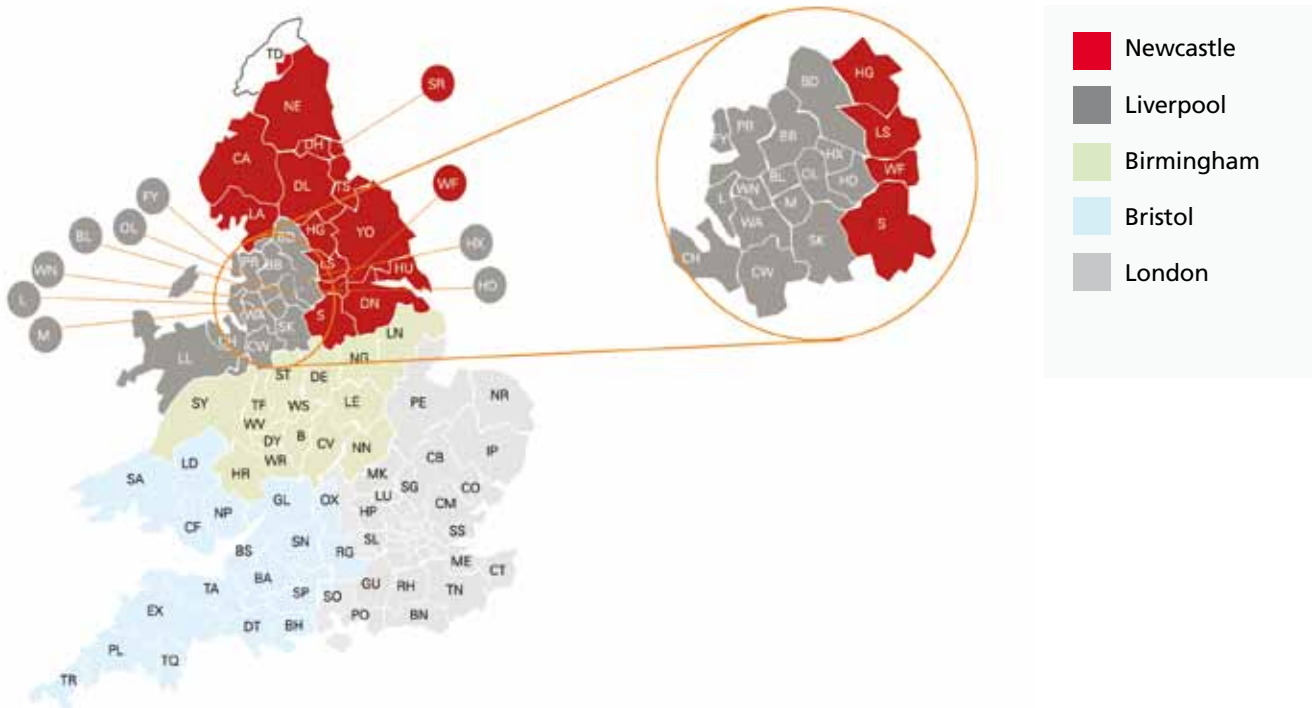 TD
SR
NE
DH
CA
DL
TS
WF
FY
LA
OL
HG
YO
BL
BD
HX
PR
BB
LS
WN
HU
HD
L
DN
WA
S
M
SK
CH
CW
LL
LN
NG
ST
DE
SY
TF
WS
LE
PE
NR
WV
DY
B
CV
NN
WR
CB
IP
HR
LD
SA
MK
SG
CO
LU
GL
OX
CM
HP
NP
CF
SS
SN
SL
BS
RG
ME
CT
BA
GU
RH
TN
TA
SP
SO
EX
PO
BN
DT
BH
PL
TQ
TR
HG
BD
PR
FY
BB
LS
HX
WF
BL
OL
HD
WN
L
M
WA
S
SK
CH
CW
Newcastle
Liverpool
Birmingham
Bristol
London